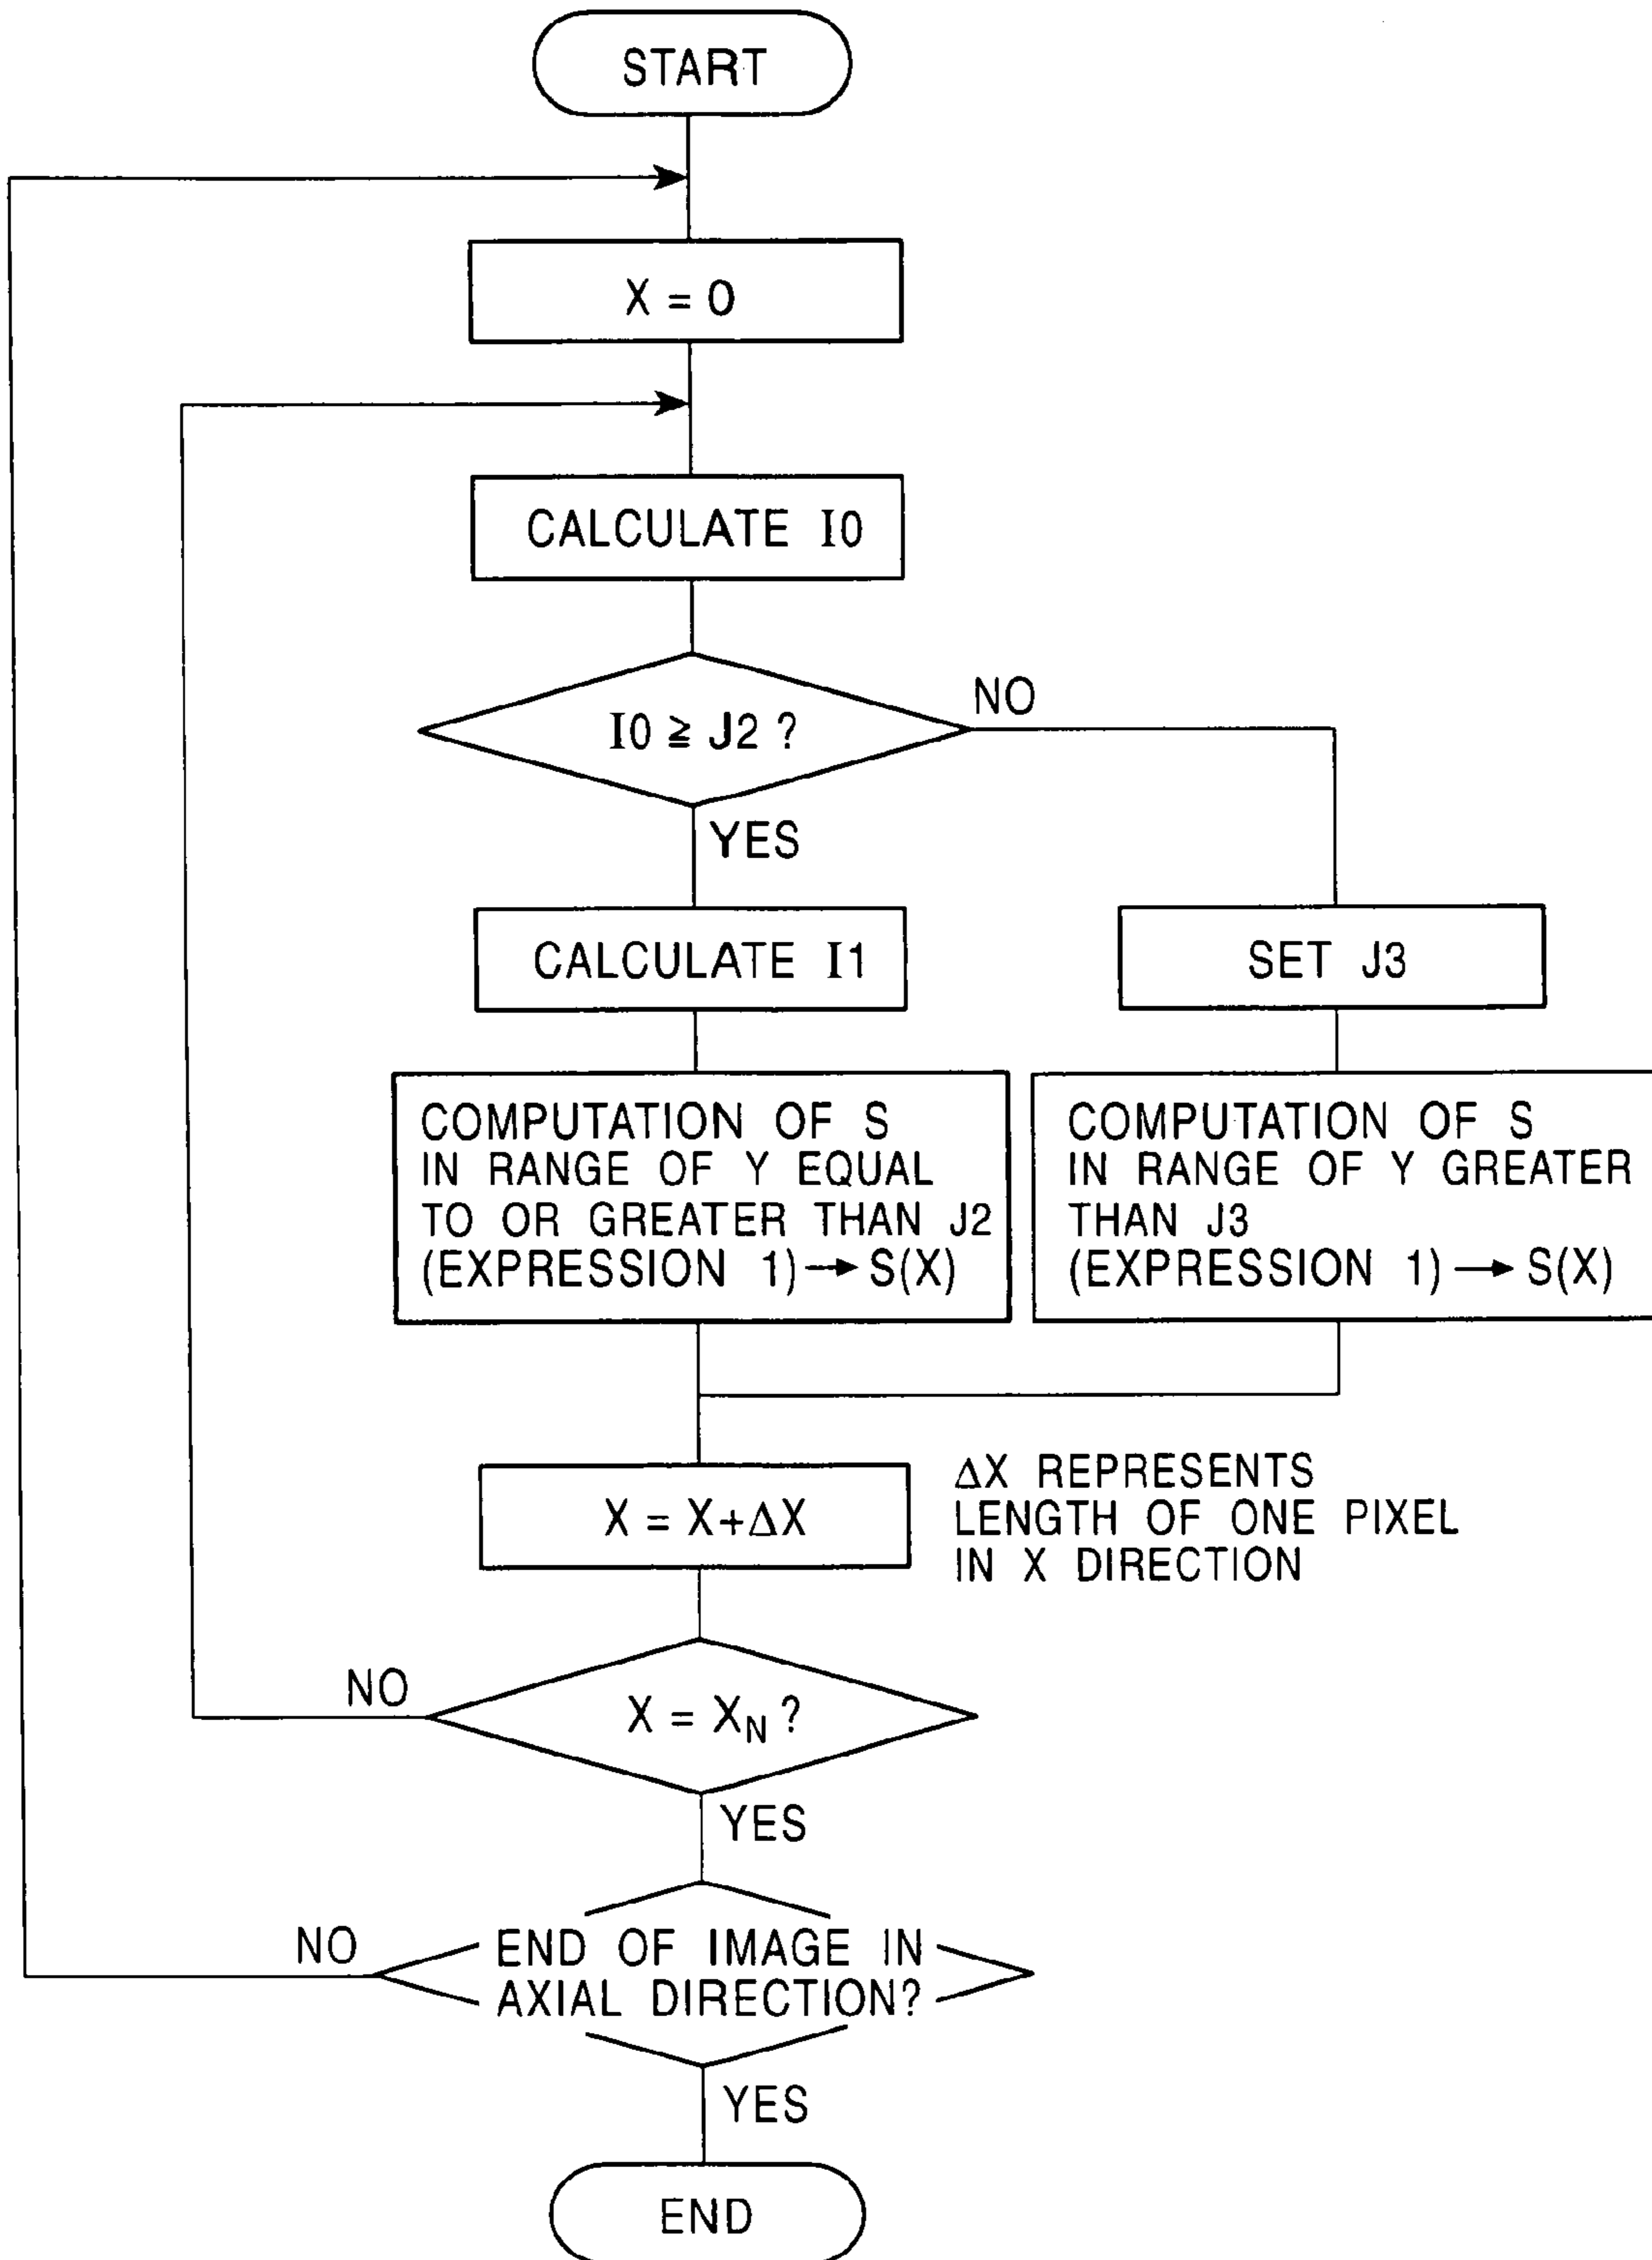 START
X = 0
CALCULATE I0
I0 ≧ J2 ?
NO
YES
CALCULATE I1
SET J3
COMPUTATION OF S
IN RANGE OF Y EQUAL
TO OR GREATER THAN J2
(EXPRESSION 1)→ S(X)
COMPUTATION OF S
IN RANGE OF Y GREATER
THAN J3
(EXPRESSION 1)→ S(X)
X = X+ΔX
ΔX REPRESENTS
LENGTH OF ONE PIXEL
IN X DIRECTION
NO
X = X_N ?
YES
NO
END OF IMAGE IN
AXIAL DIRECTION?
YES
END